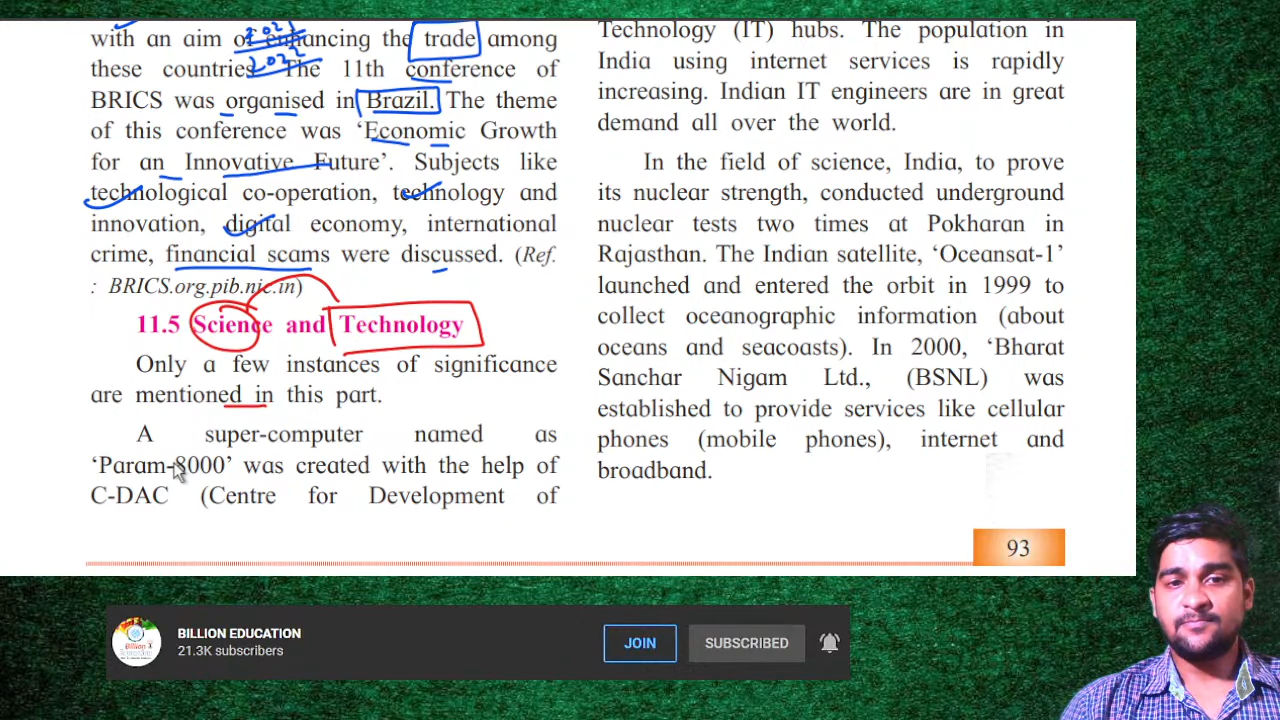 with an aim of enhancing the trade among
these countries. The 11th conference of
BRICS was organised in Brazil. The theme
of this conference was ‘Economic Growth
for an Innovative Future’. Subjects like
technological co-operation, technology and
innovation, digital economy, international
crime, financial scams were discussed. (Ref.
: BRICS.org.pib.nic.in)
11.5 Science and Technology
Only a few instances of significance
are mentioned in this part.
A super-computer named as
‘Param-8000’ was created with the help of
C-DAC (Centre for Development of
Technology (IT) hubs. The population in
India using internet services is rapidly
increasing. Indian IT engineers are in great
demand all over the world.
In the field of science, India, to prove
its nuclear strength, conducted underground
nuclear tests two times at Pokharan in
Rajasthan. The Indian satellite, ‘Oceansat-1’
launched and entered the orbit in 1999 to
collect oceanographic information (about
oceans and seacoasts). In 2000, ‘Bharat
Sanchar Nigam Ltd., (BSNL) was
established to provide services like cellular
phones (mobile phones), internet and
broadband.
93
BILLION EDUCATION
21.3K subscribers
JOIN
SUBSCRIBED